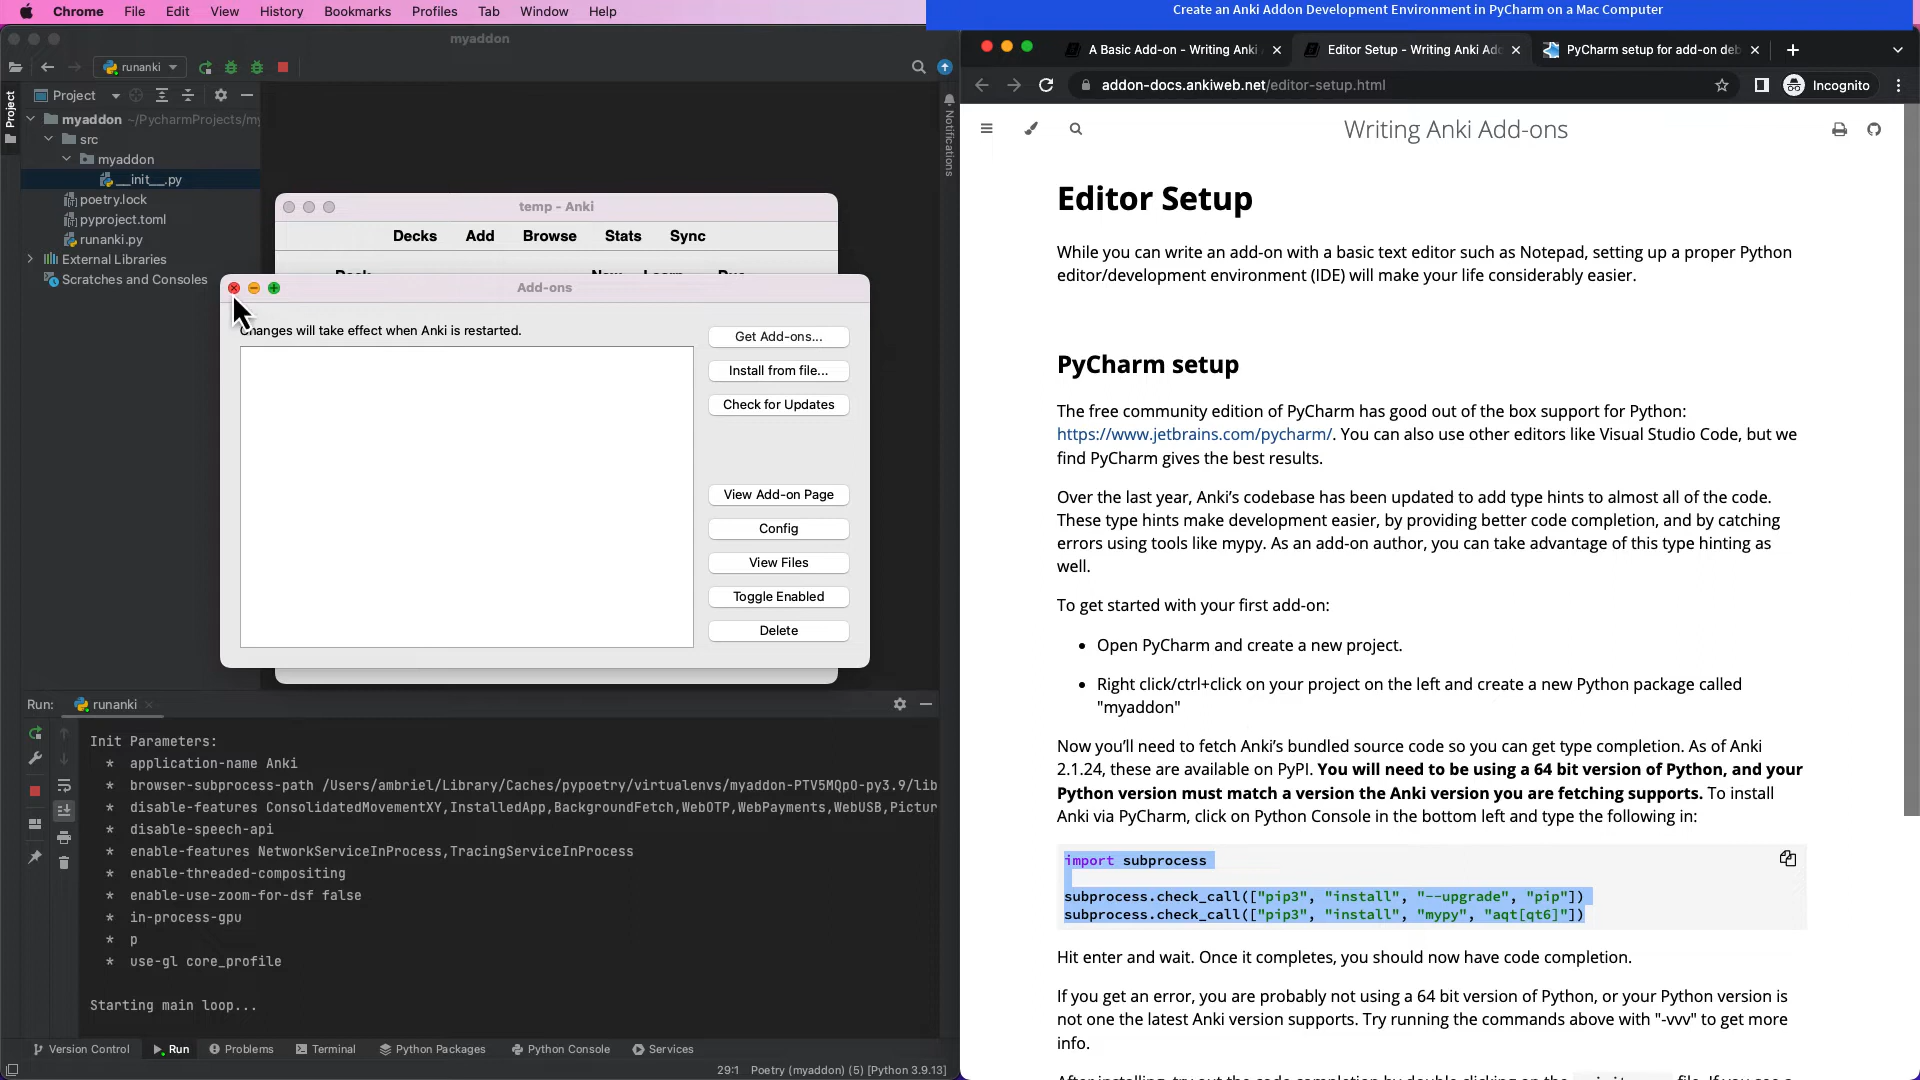 Chrome File Edit View History Bookmarks Profiles Tab Window Help
Create an Anki Addon Development Environment in PyCharm on a Mac Computer
myaddon
runanki
Project
Project
myaddon ~/PycharmProjects/my
src
myaddon
__init__.py
poetry.lock
pyproject.toml
runanki.py
External Libraries
Scratches and Consoles
Notifications
temp - Anki
Decks Add Browse Stats Sync
Add-ons
Changes will take effect when Anki is restarted.
Get Add-ons...
Install from file...
Check for Updates
View Add-on Page
Config
View Files
Toggle Enabled
Delete
Run: runanki
Init Parameters:
* application-name Anki
* browser-subprocess-path /Users/ambriel/Library/Caches/pypoetry/virtualenvs/myaddon-PTV5MQpO-py3.9/lib
* disable-features ConsolidatedMovementXY,InstalledApp,BackgroundFetch,WebOTP,WebPayments,WebUSB,Pictur
* disable-speech-api
* enable-features NetworkServiceInProcess,TracingServiceInProcess
* enable-threaded-compositing
* enable-use-zoom-for-dsf false
* in-process-gpu
* p
* use-gl core_profile
Starting main loop...
Version Control Run Problems Terminal Python Packages Python Console Services
29:1 Poetry (myaddon) (5) [Python 3.9.13]
A Basic Add-on - Writing Anki Editor Setup - Writing Anki Add PyCharm setup for add-on deb
addon-docs.ankiweb.net/editor-setup.html Incognito
Writing Anki Add-ons
Editor Setup
While you can write an add-on with a basic text editor such as Notepad, setting up a proper Python
editor/development environment (IDE) will make your life considerably easier.
PyCharm setup
The free community edition of PyCharm has good out of the box support for Python:
https://www.jetbrains.com/pycharm/. You can also use other editors like Visual Studio Code, but we
find PyCharm gives the best results.
Over the last year, Anki’s codebase has been updated to add type hints to almost all of the code.
These type hints make development easier, by providing better code completion, and by catching
errors using tools like mypy. As an add-on author, you can take advantage of this type hinting as
well.
To get started with your first add-on:
• Open PyCharm and create a new project.
• Right click/ctrl+click on your project on the left and create a new Python package called
"myaddon"
Now you’ll need to fetch Anki’s bundled source code so you can get type completion. As of Anki
2.1.24, these are available on PyPI. You will need to be using a 64 bit version of Python, and your
Python version must match a version the Anki version you are fetching supports. To install
Anki via PyCharm, click on Python Console in the bottom left and type the following in:
import subprocess
subprocess.check_call(["pip3", "install", "--upgrade", "pip"])
subprocess.check_call(["pip3", "install", "mypy", "aqt[qt6]"])
Hit enter and wait. Once it completes, you should now have code completion.
If you get an error, you are probably not using a 64 bit version of Python, or your Python version is
not one the latest Anki version supports. Try running the commands above with "-vvv" to get more
info.